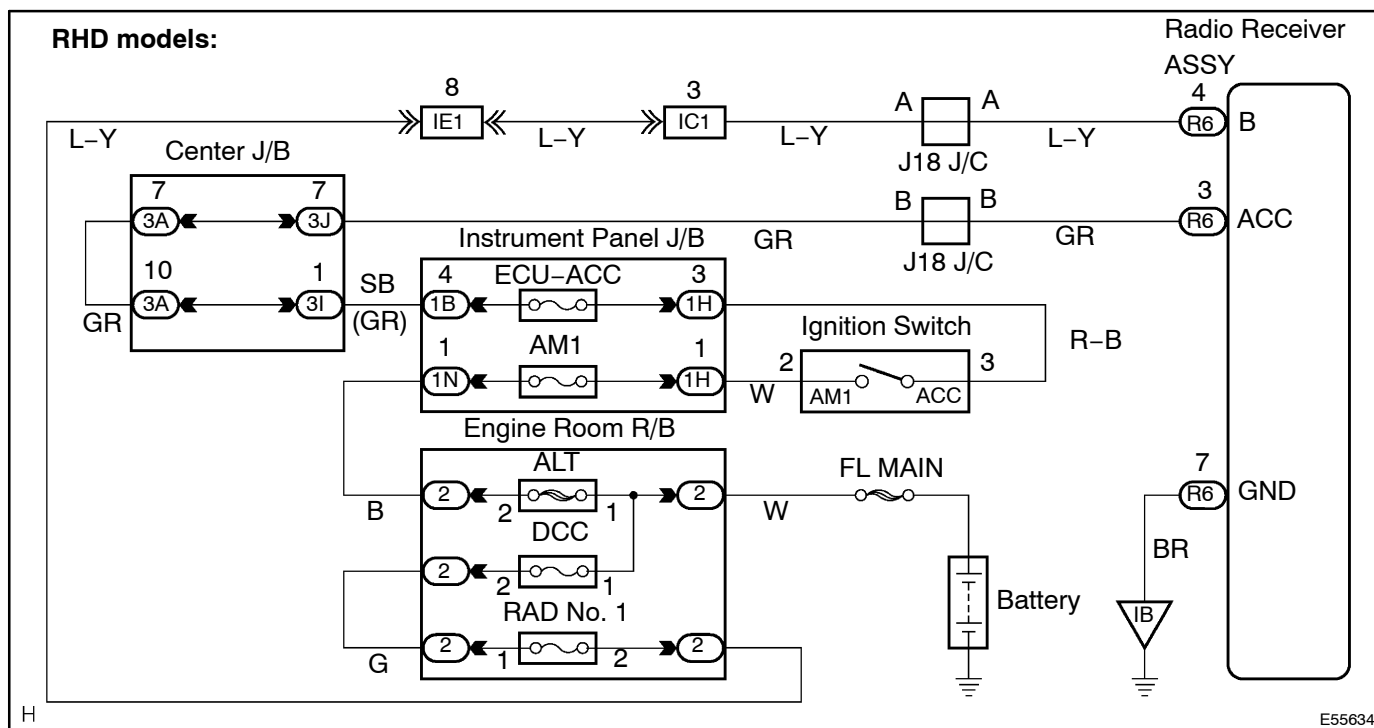 RHD models:
Radio Receiver
ASSY
8
3
A A
4
IE1
IC1
R6 B
L–Y
L–Y
L–Y
L–Y
J18 J/C
Center J/B
7 7
3
3A 3J
B B
R6 ACC
GR
GR
J18 J/C
Instrument Panel J/B
10 1
SB
(GR)
4 ECU–ACC 3
3A 3I
1B 1H
GR
Ignition Switch
R–B
1 AM1 1
2 3
1N 1H
W
AM1 ACC
Engine Room R/B
ALT
FL MAIN
7
2 2
R6 GND
B
2 1
W
DCC
BR
2
2 1
Battery
RAD No. 1
IB
2 2
G
1 2
H
E55634